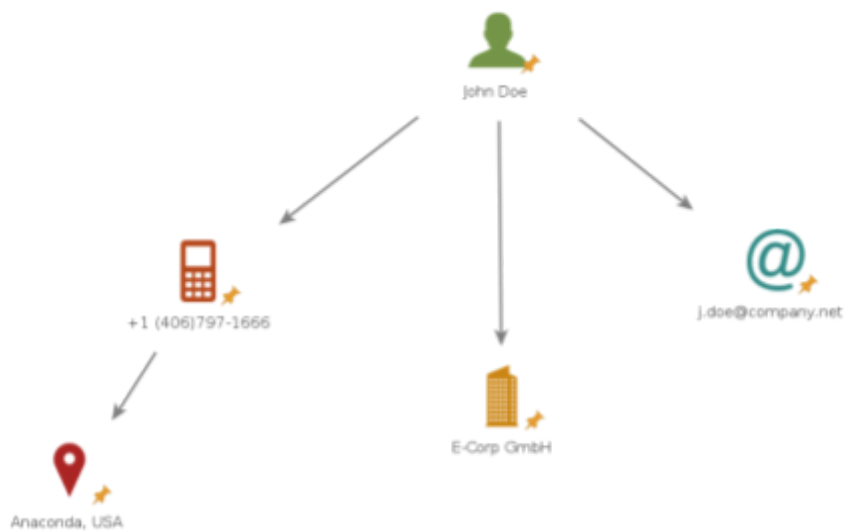 John Doe
+1 (406)797-1666
@
j.doe@company.net
E-Corp GmbH
Anaconda, USA